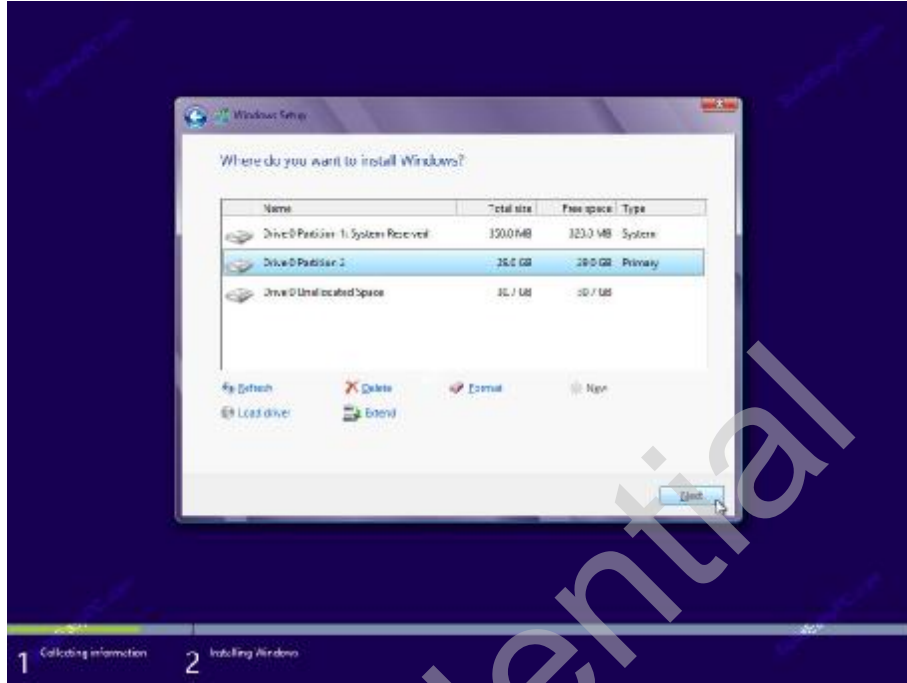 Windows Setup
Where do you want to install Windows?
Name Total size Free space Type
Drive 0 Partition 1: System Reserved 350.0 MB 320.0 MB System
Drive 0 Partition 2 Primary
Drive 0 Unallocated Space
Refresh Delete Format New
Load driver Extend
Next
1 Collecting information 2 Installing Windows